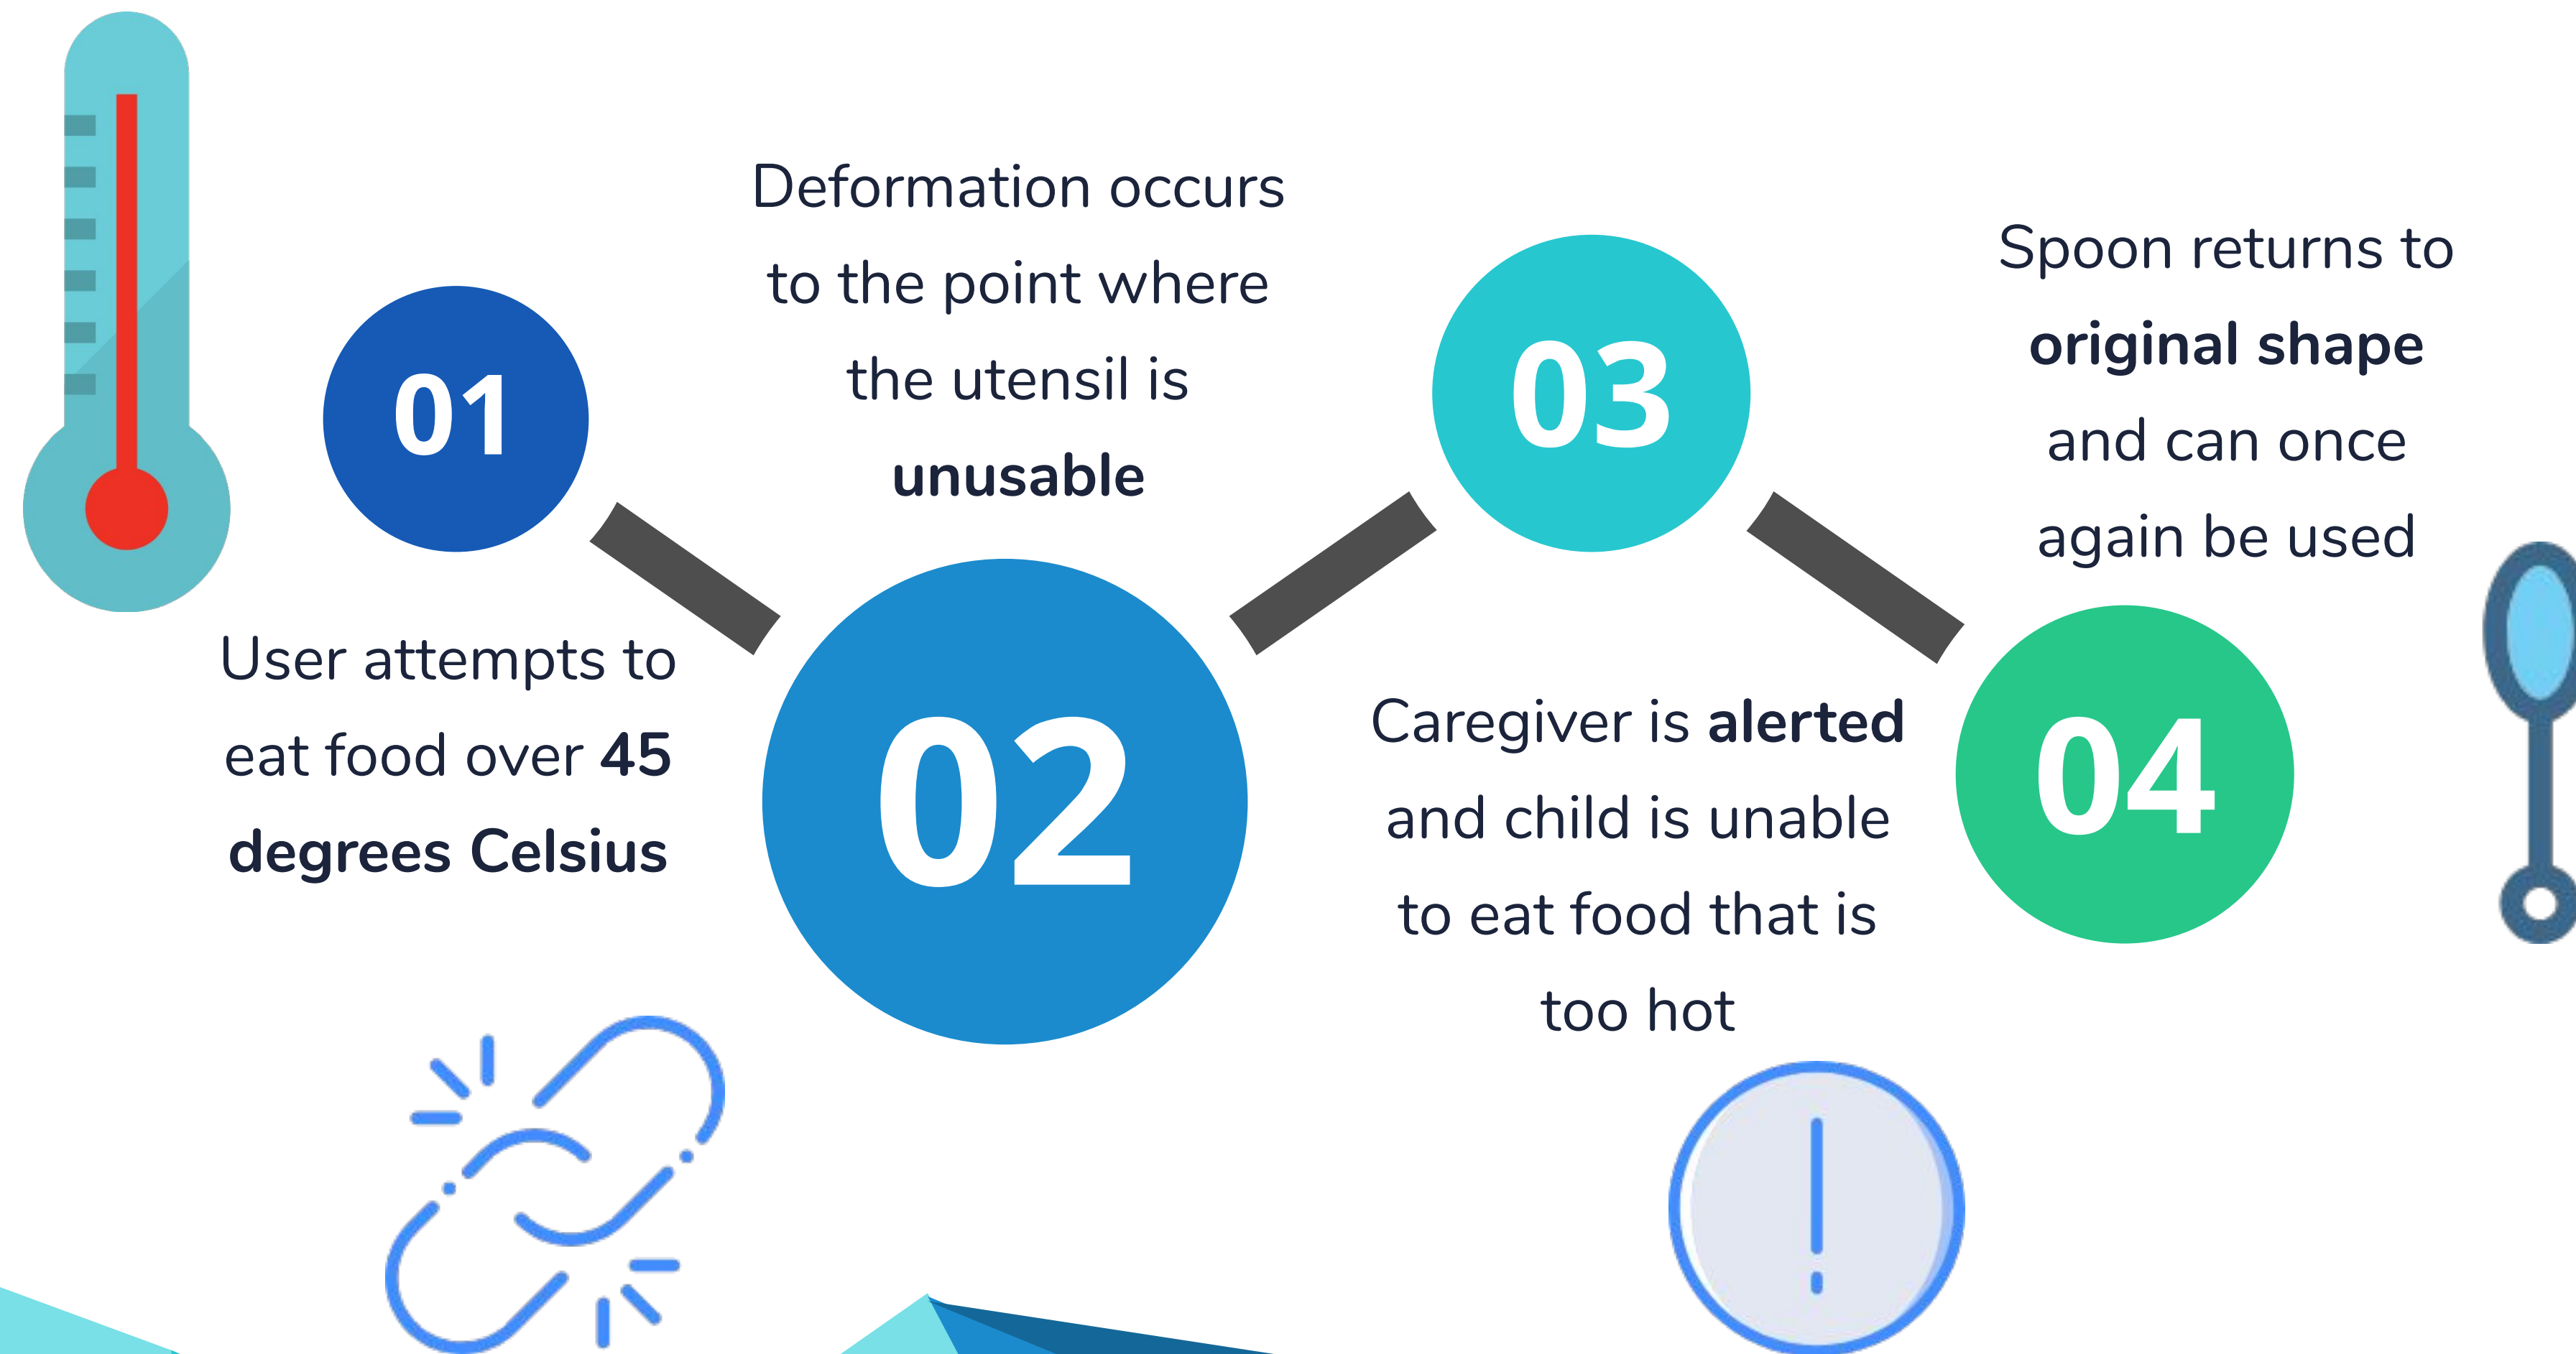 01
User attempts to
eat food over 45
degrees Celsius
Deformation occurs
to the point where
the utensil is
unusable
02
03
Caregiver is alerted
and child is unable
to eat food that is
too hot
Spoon returns to
original shape
and can once
again be used
04